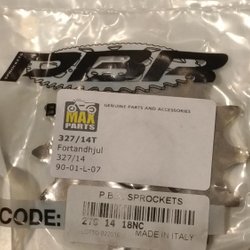 PBR
GENUINE PARTS AND ACCESSORIES
MAX
PARTS
327/14T
Fortandhjul
327/14
90-01-L-07
CODE:
P.B.R. SPROCKETS
276 14 18NC
MADE IN ITALY